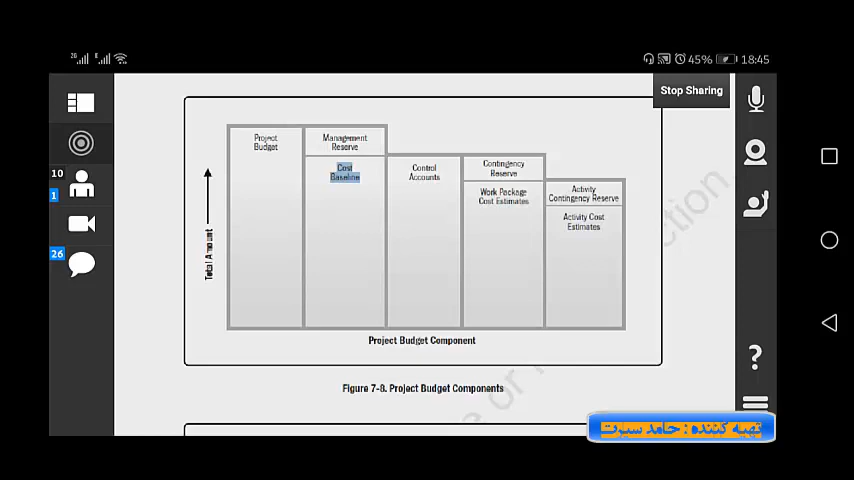 2G
E
45%
18:45
Stop Sharing
10
1
26
Project
Budget
Management
Reserve
Cost
Baseline
Control
Accounts
Contingency
Reserve
Work Package
Cost Estimates
Activity
Contingency Reserve
Activity Cost
Estimates
Total Amount
Project Budget Component
Figure 7-8. Project Budget Components
تهیه کننده : حامد سیرت
?